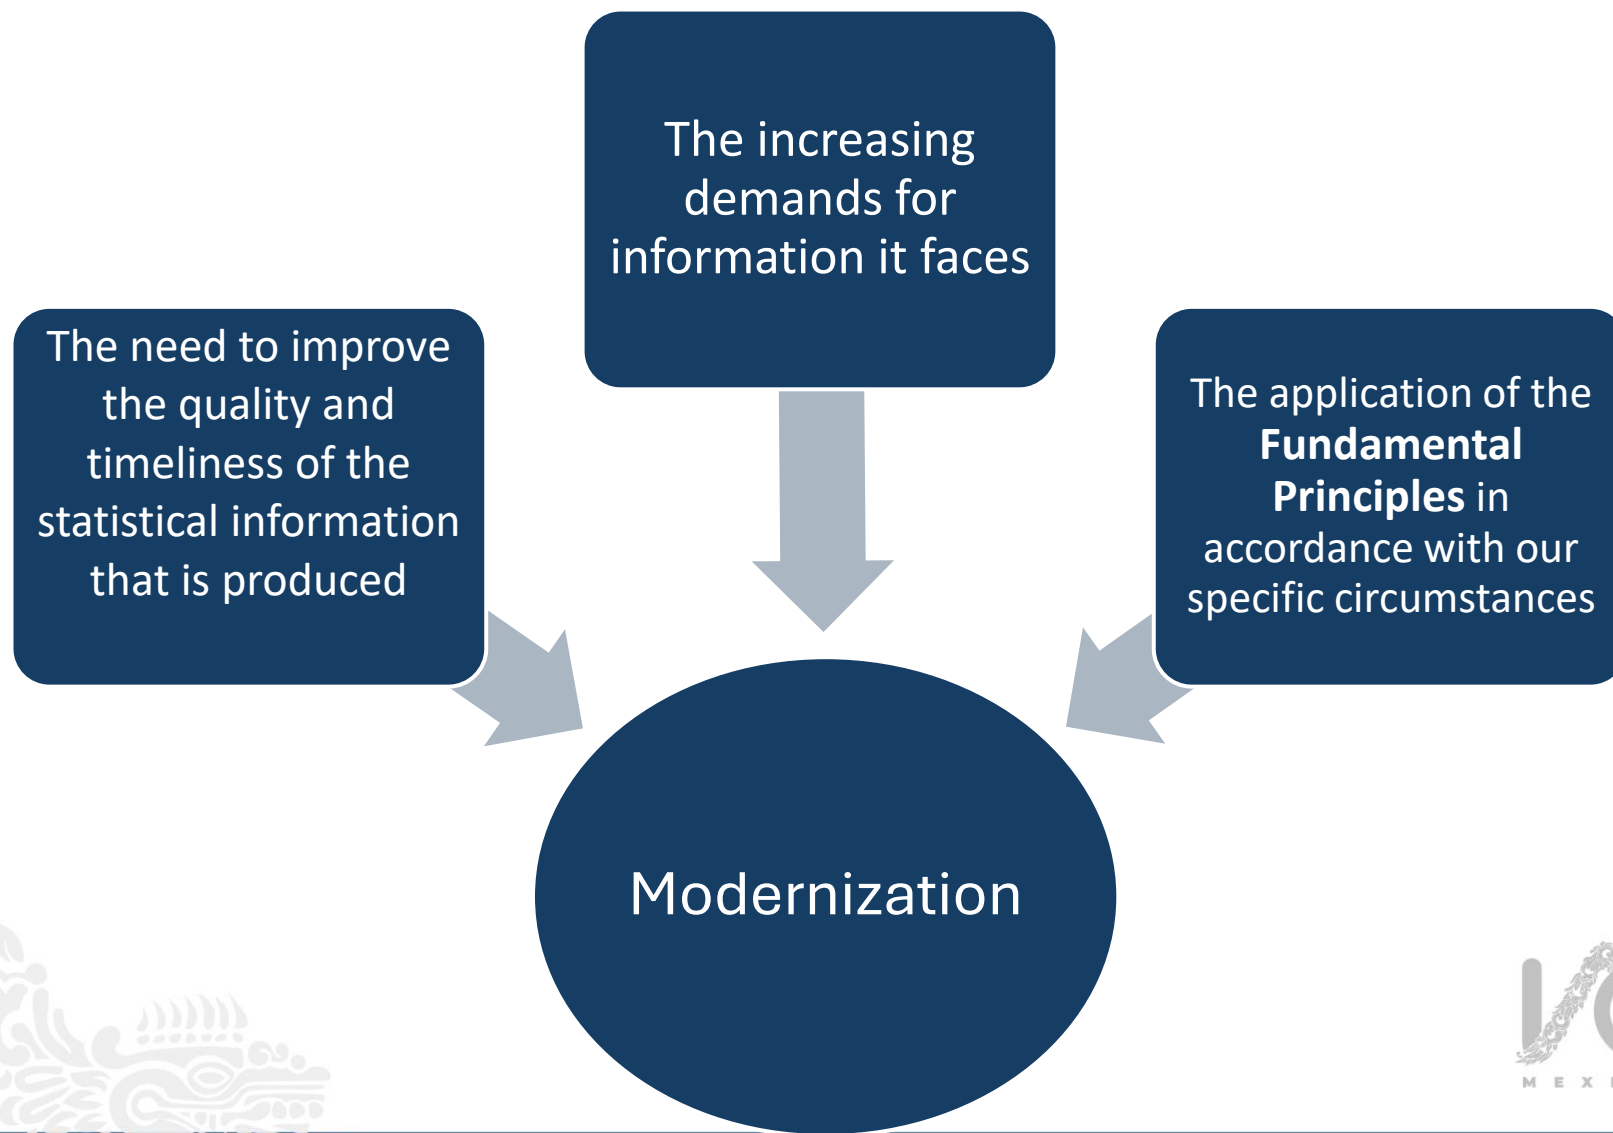 The increasing
demands for
information it faces
The need to improve
the quality and
timeliness of the
statistical information
that is produced
The application of the
Fundamental
Principles in
accordance with our
specific circumstances
Modernization